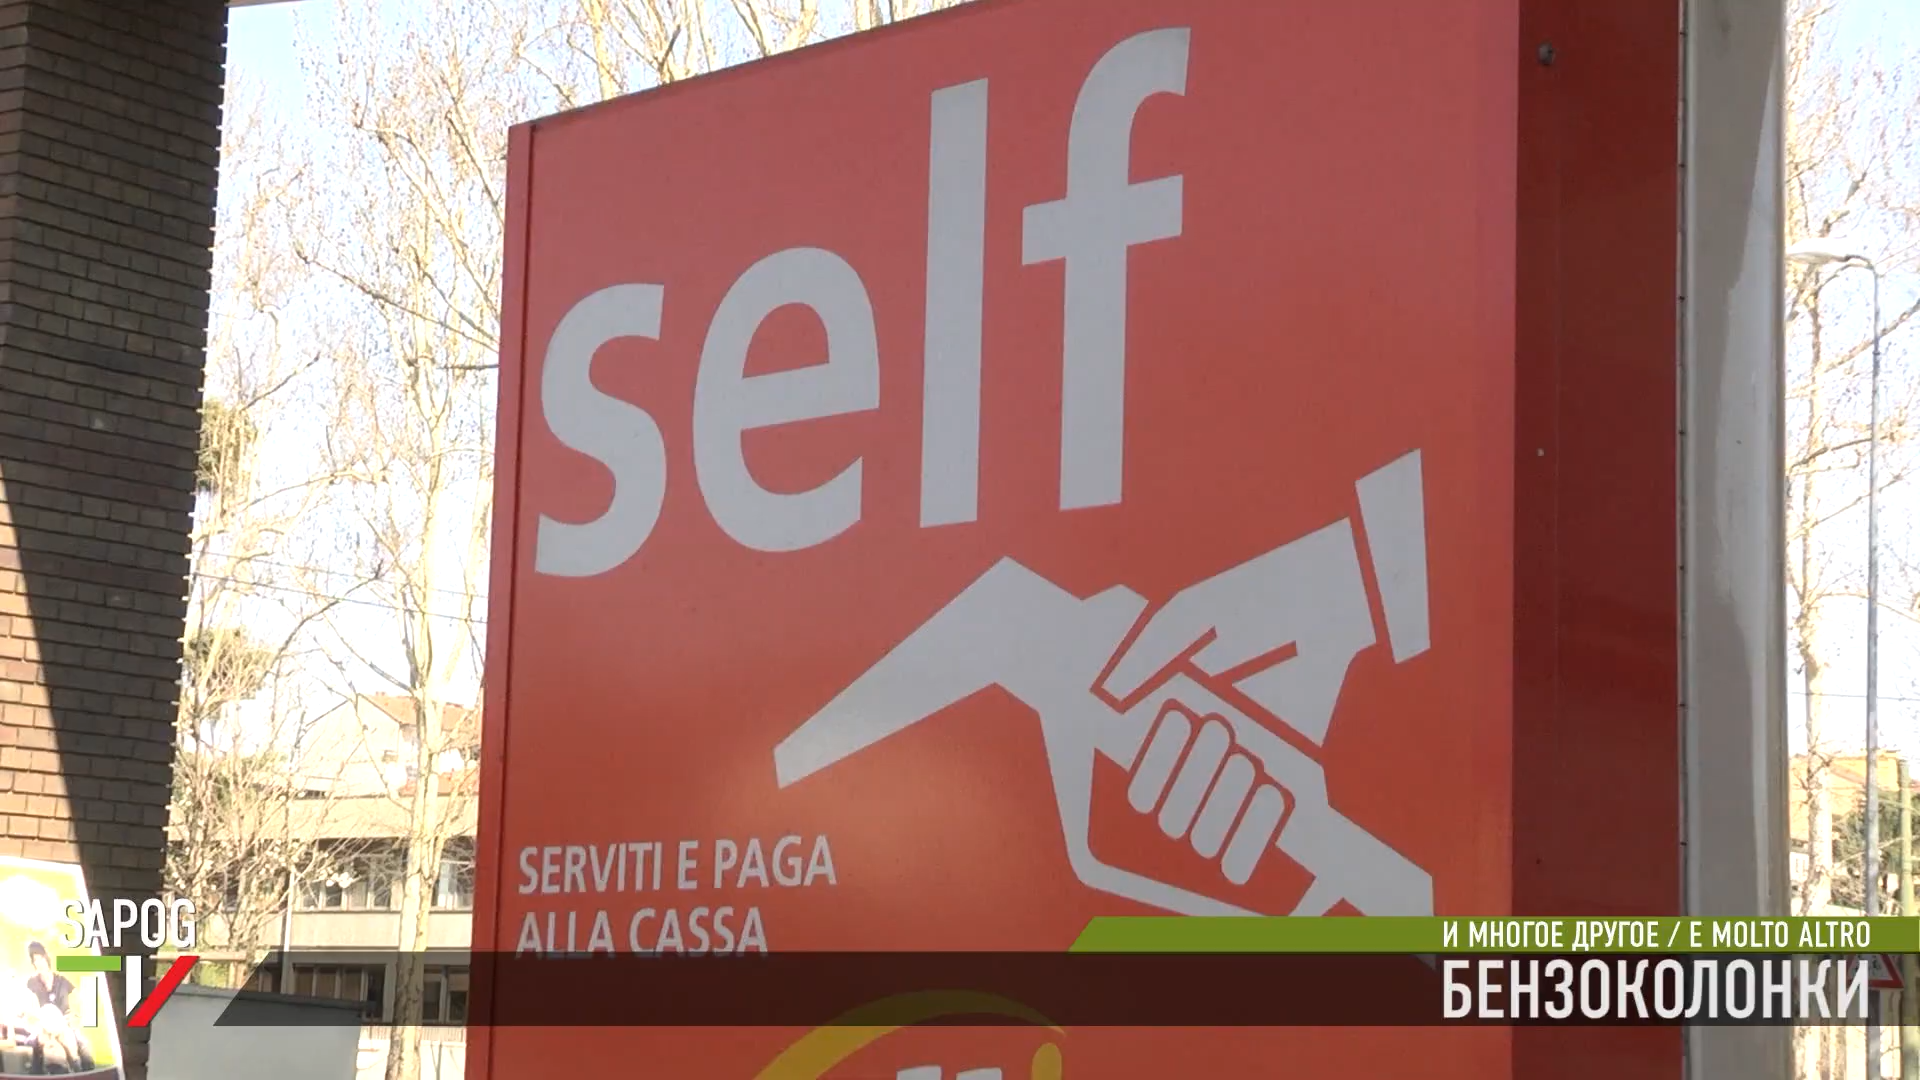 self
SERVITI E PAGA
ALLA CASSA
SAPOG
TV
И МНОГОЕ ДРУГОЕ / E MOLTO ALTRO
БЕНЗОКОЛОНКИ